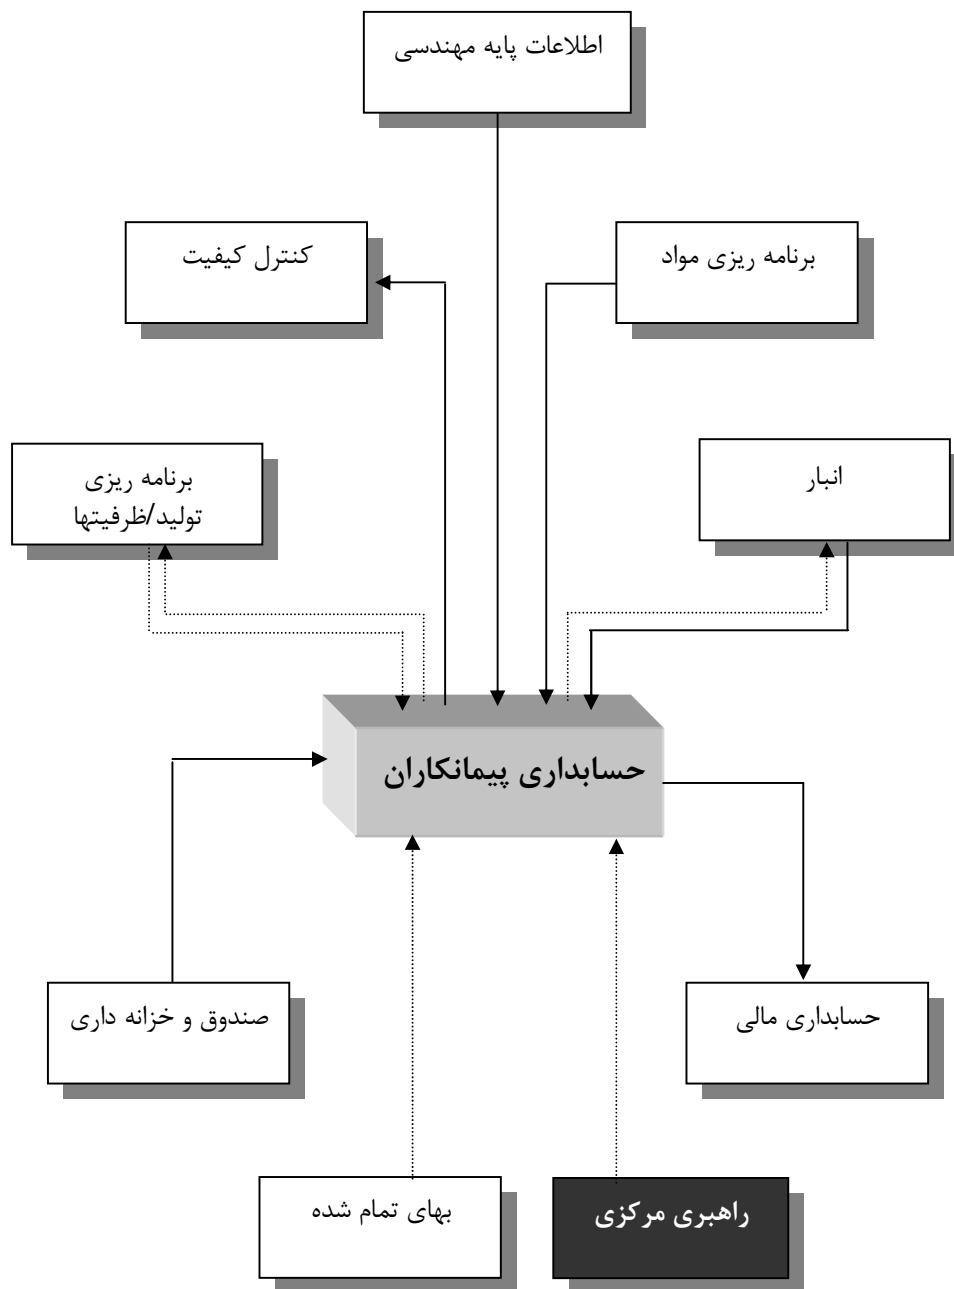 اطلاعات پایه مهندسی
برنامه ریزی مواد
کنترل کیفیت
انبار
برنامه ریزی
تولید/ظرفیتها
حسابداری پیمانکاران
حسابداری مالی
صندوق و خزانه داری
راهبری مرکزی
بهای تمام شده